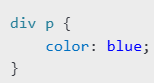 div p {
    color: blue;
}